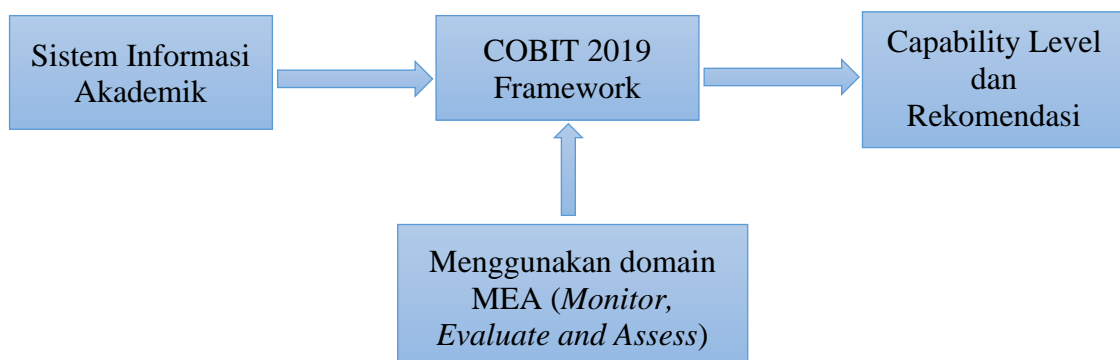 Sistem Informasi
Akademik
COBIT 2019
Framework
Capability Level
dan
Rekomendasi
Menggunakan domain
MEA (Monitor,
Evaluate and Assess)